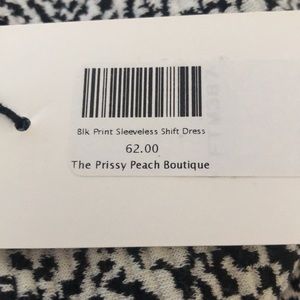 Blk Print Sleeveless Shift Dress
62.00
The Prissy Peach Boutique